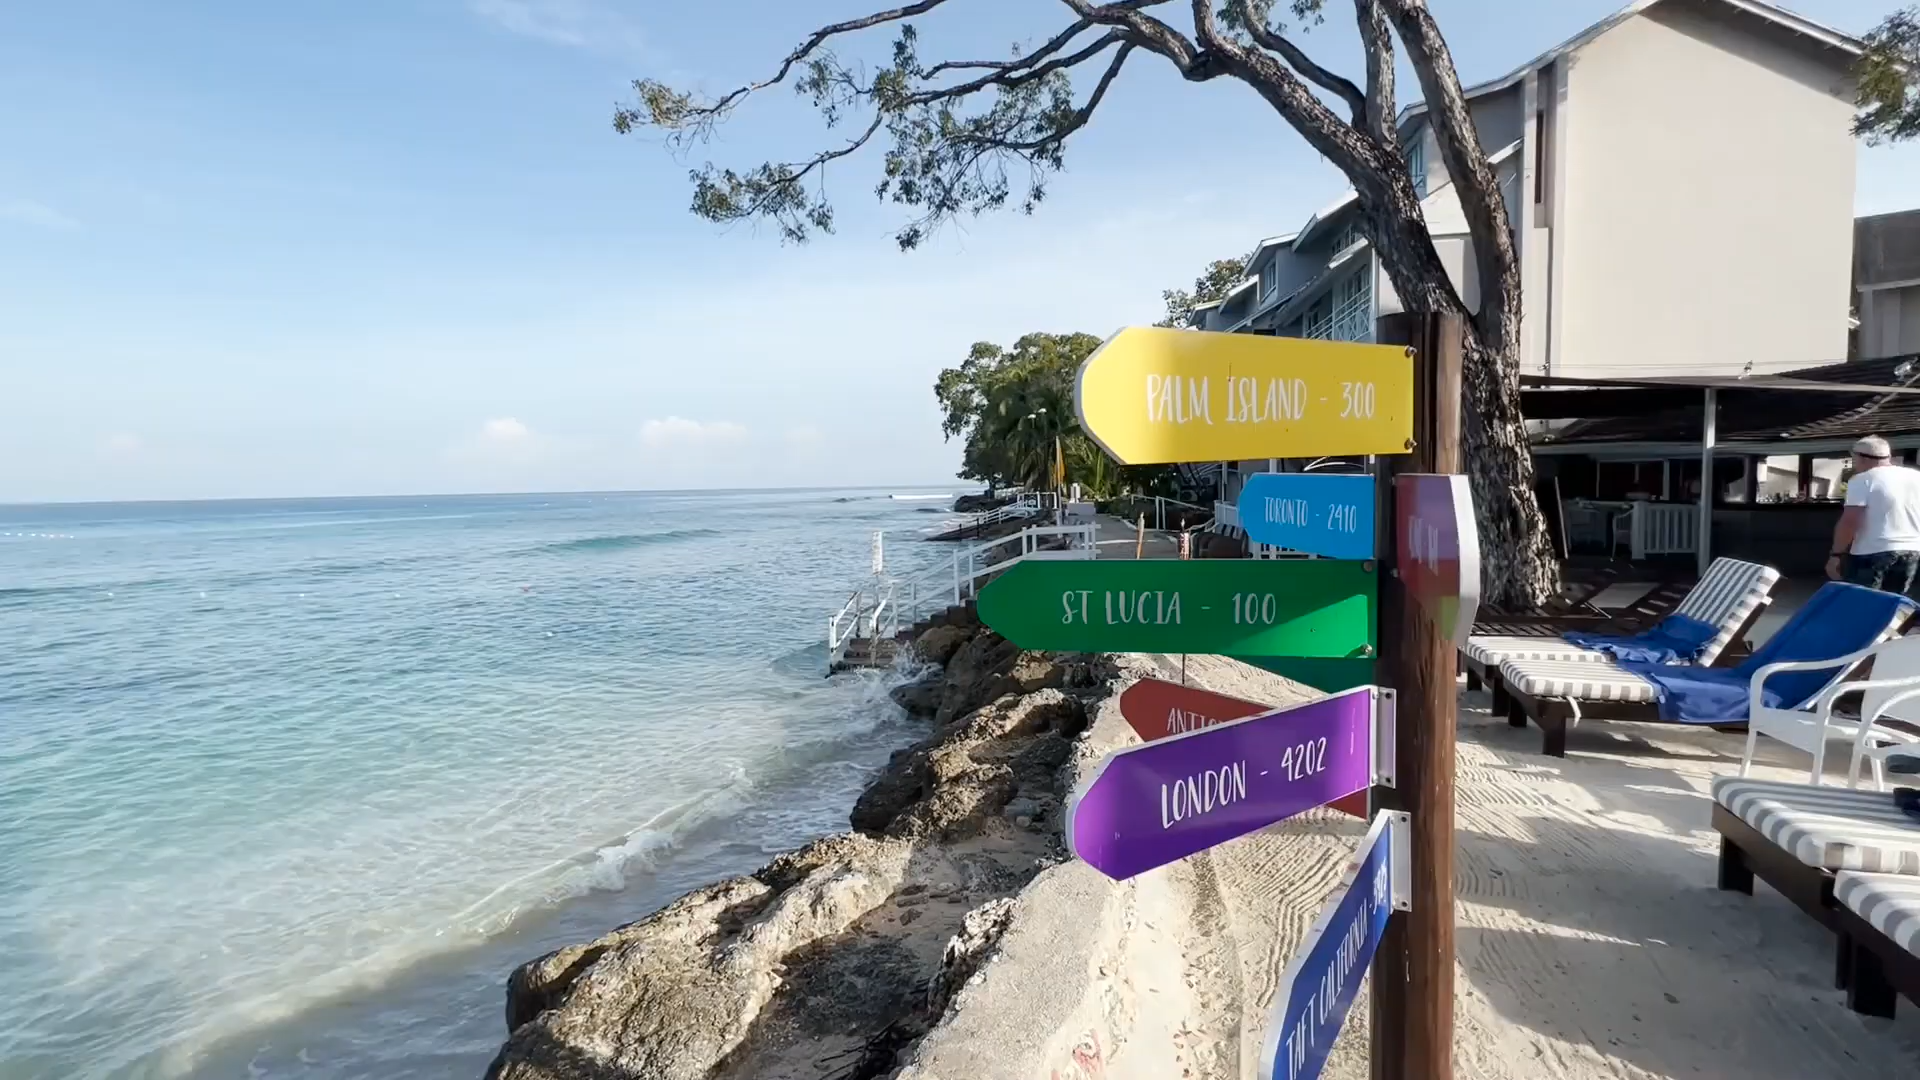 PALM ISLAND - 300
TORONTO - 2410
ST LUCIA - 100
LONDON - 4202
TAFT CALIFORNIA -